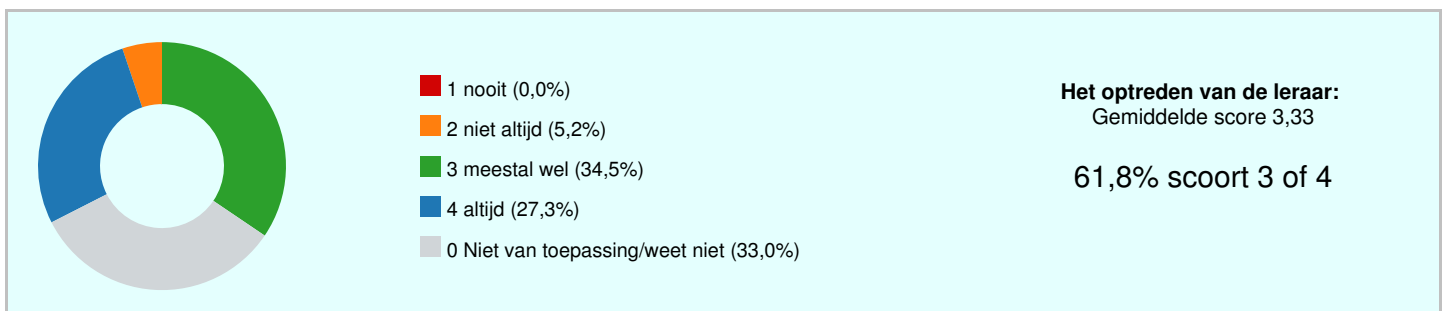 1 nooit (0,0%)
2 niet altijd (5,2%)
3 meestal wel (34,5%)
4 altijd (27,3%)
0 Niet van toepassing/weet niet (33,0%)
Het optreden van de leraar:
Gemiddelde score 3,33
61,8% scoort 3 of 4